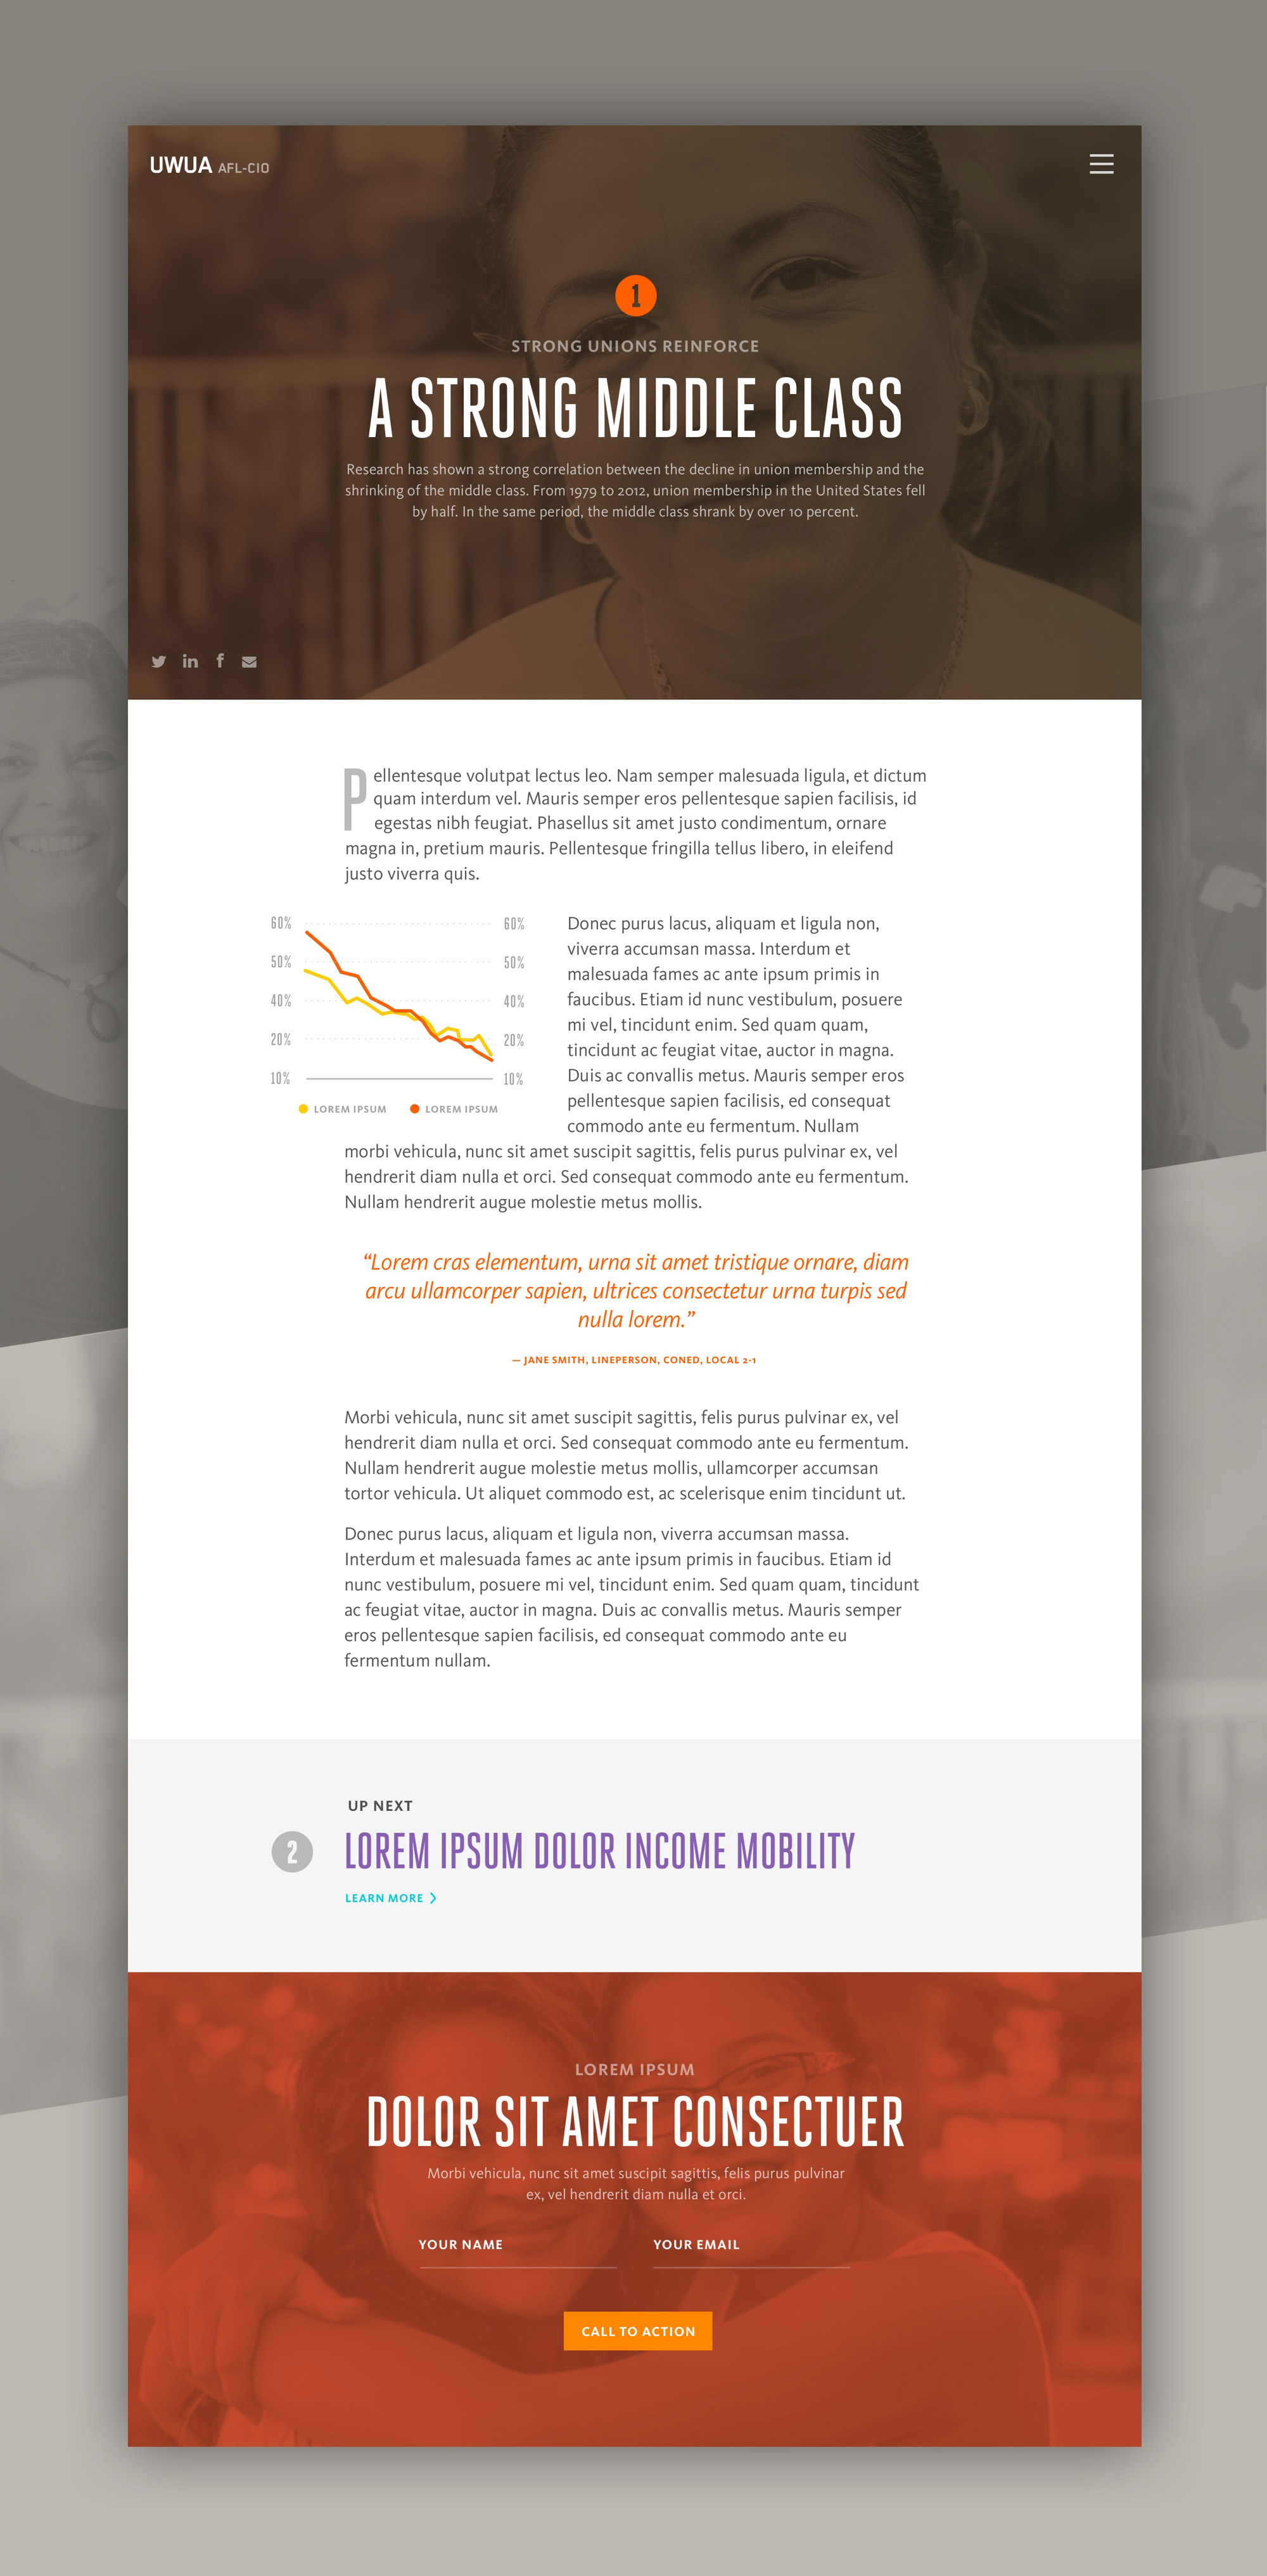 UWUA AFL-CIO
1
STRONG UNIONS REINFORCE
A STRONG MIDDLE CLASS
Research has shown a strong correlation between the decline in union membership and the
shrinking of the middle class. From 1979 to 2012, union membership in the United States fell
by half. In the same period, the middle class shrank by over 10 percent.
Pellentesque volutpat lectus leo. Nam semper malesuada ligula, et dictum
quam interdum vel. Mauris semper eros pellentesque sapien facilisis, id
egestas nibh feugiat. Phasellus sit amet justo condimentum, ornare
magna in, pretium mauris. Pellentesque fringilla tellus libero, in eleifend
justo viverra quis.
60% 60%
50% 50%
40% 40%
20% 20%
10% 10%
LOREM IPSUM LOREM IPSUM
Donec purus lacus, aliquam et ligula non,
viverra accumsan massa. Interdum et
malesuada fames ac ante ipsum primis in
faucibus. Etiam id nunc vestibulum, posuere
mi vel, tincidunt enim. Sed quam quam,
tincidunt ac feugiat vitae, auctor in magna.
Duis ac convallis metus. Mauris semper eros
pellentesque sapien facilisis, ed consequat
commodo ante eu fermentum. Nullam
morbi vehicula, nunc sit amet suscipit sagittis, felis purus pulvinar ex, vel
hendrerit diam nulla et orci. Sed consequat commodo ante eu fermentum.
Nullam hendrerit augue molestie metus mollis.
“Lorem cras elementum, urna sit amet tristique ornare, diam
arcu ullamcorper sapien, ultrices consectetur urna turpis sed
nulla lorem.”
— JANE SMITH, LINEPERSON, CONED, LOCAL 2-1
Morbi vehicula, nunc sit amet suscipit sagittis, felis purus pulvinar ex, vel
hendrerit diam nulla et orci. Sed consequat commodo ante eu fermentum.
Nullam hendrerit augue molestie metus mollis, ullamcorper accumsan
tortor vehicula. Ut aliquet commodo est, ac scelerisque enim tincidunt ut.
Donec purus lacus, aliquam et ligula non, viverra accumsan massa.
Interdum et malesuada fames ac ante ipsum primis in faucibus. Etiam id
nunc vestibulum, posuere mi vel, tincidunt enim. Sed quam quam, tincidunt
ac feugiat vitae, auctor in magna. Duis ac convallis metus. Mauris semper
eros pellentesque sapien facilisis, ed consequat commodo ante eu
fermentum nullam.
UP NEXT
2 LOREM IPSUM DOLOR INCOME MOBILITY
LEARN MORE
LOREM IPSUM
DOLOR SIT AMET CONSECTUER
Morbi vehicula, nunc sit amet suscipit sagittis, felis purus pulvinar
ex, vel hendrerit diam nulla et orci.
YOUR NAME YOUR EMAIL
CALL TO ACTION